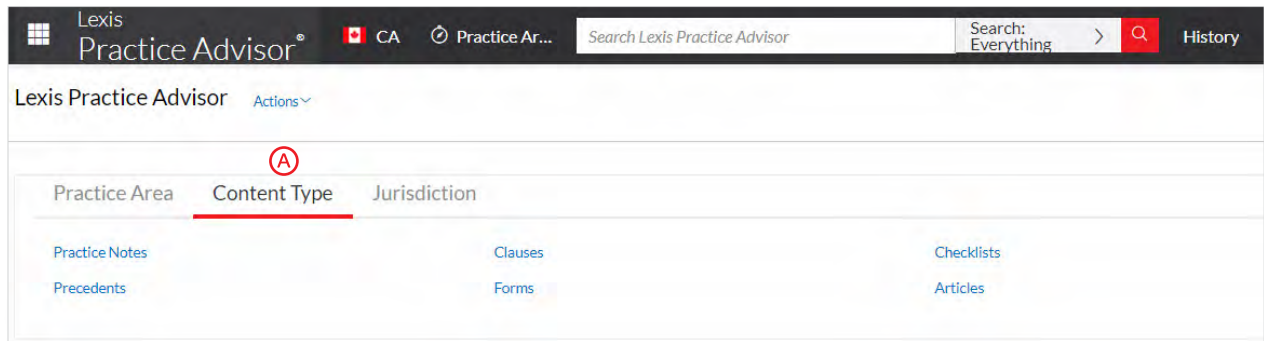 Lexis
Practice Advisor®
CA
Practice Ar...
Search Lexis Practice Advisor
Search:
Everything
History
Lexis Practice Advisor
Actions
A
Practice Area
Content Type
Jurisdiction
Practice Notes
Clauses
Checklists
Precedents
Forms
Articles